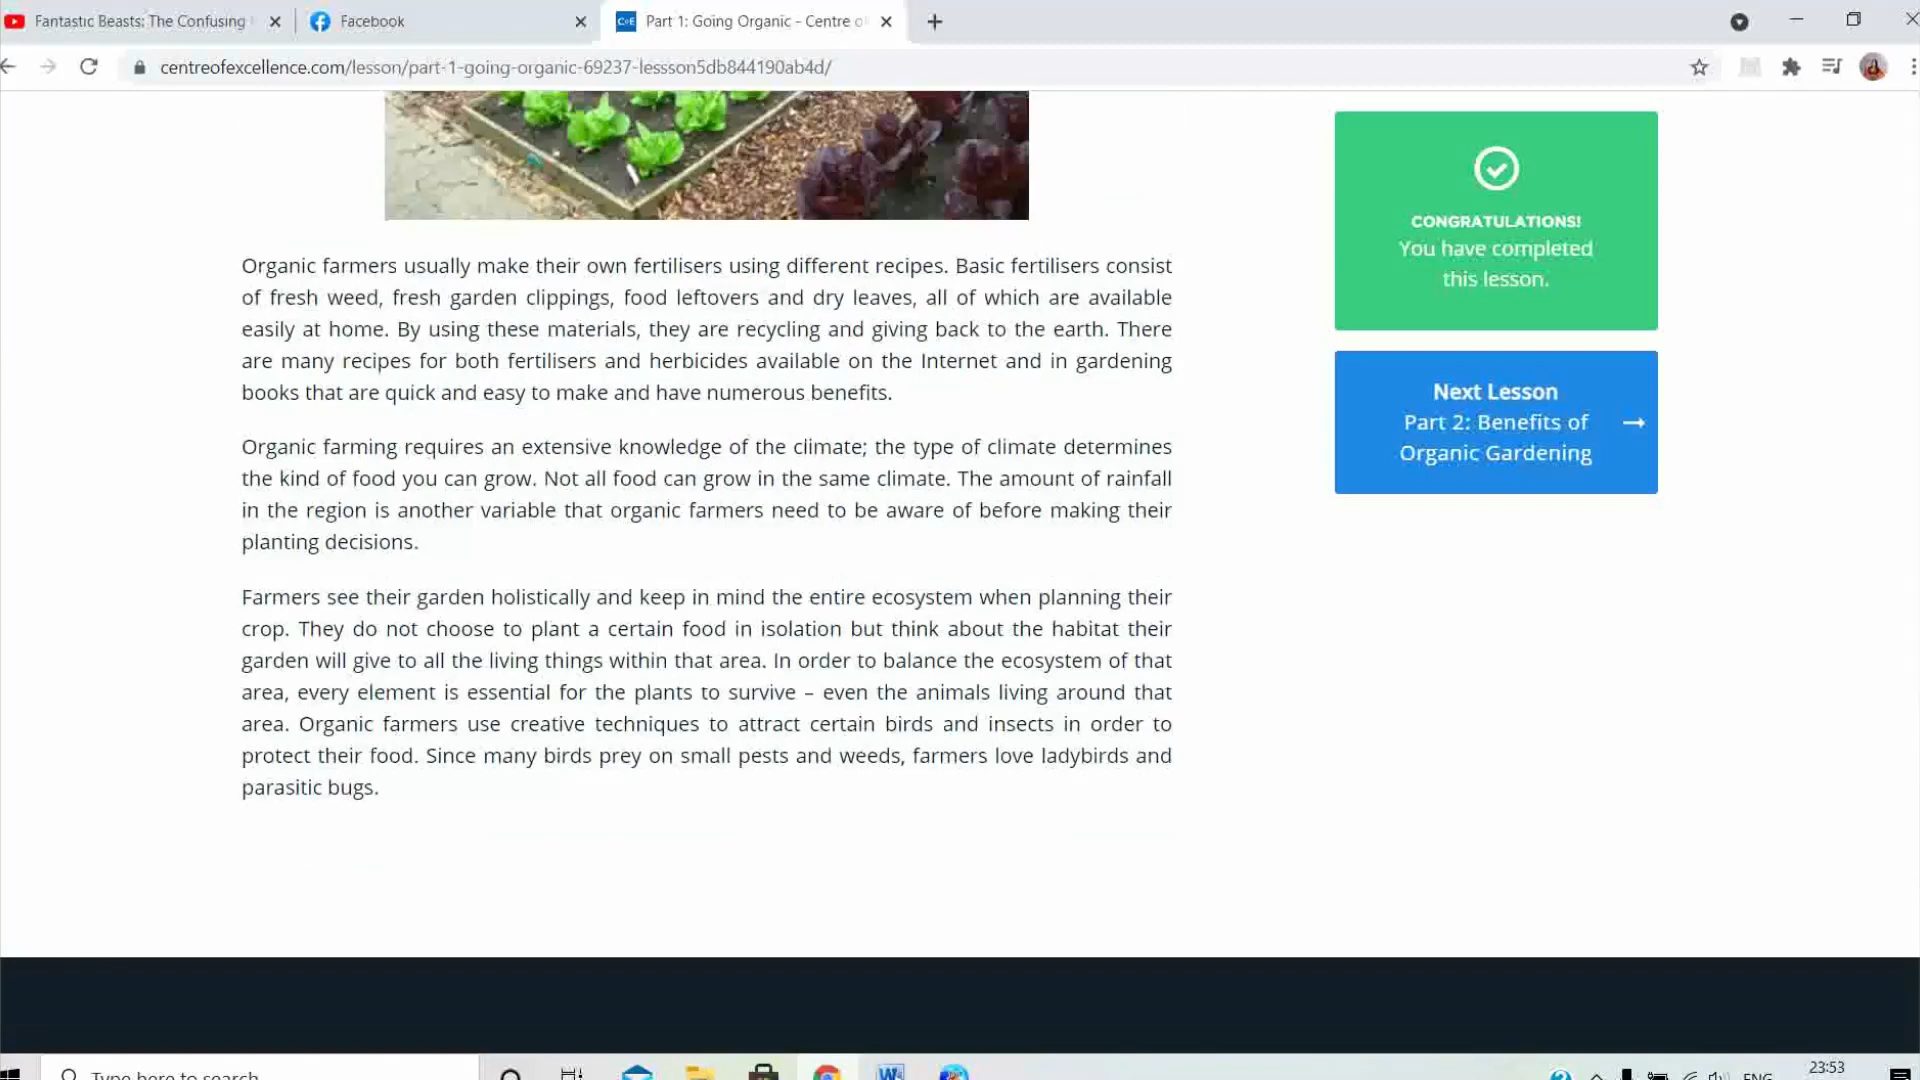 Fantastic Beasts: The Confusing
Facebook
CoE Part 1: Going Organic - Centre o
centreofexcellence.com/lesson/part-1-going-organic-69237-lessson5db844190ab4d/
CONGRATULATIONS!
You have completed
this lesson.
Next Lesson
Part 2: Benefits of
Organic Gardening
Organic farmers usually make their own fertilisers using different recipes. Basic fertilisers consist
of fresh weed, fresh garden clippings, food leftovers and dry leaves, all of which are available
easily at home. By using these materials, they are recycling and giving back to the earth. There
are many recipes for both fertilisers and herbicides available on the Internet and in gardening
books that are quick and easy to make and have numerous benefits.
Organic farming requires an extensive knowledge of the climate; the type of climate determines
the kind of food you can grow. Not all food can grow in the same climate. The amount of rainfall
in the region is another variable that organic farmers need to be aware of before making their
planting decisions.
Farmers see their garden holistically and keep in mind the entire ecosystem when planning their
crop. They do not choose to plant a certain food in isolation but think about the habitat their
garden will give to all the living things within that area. In order to balance the ecosystem of that
area, every element is essential for the plants to survive – even the animals living around that
area. Organic farmers use creative techniques to attract certain birds and insects in order to
protect their food. Since many birds prey on small pests and weeds, farmers love ladybirds and
parasitic bugs.
Type here to search
ENG
23:53